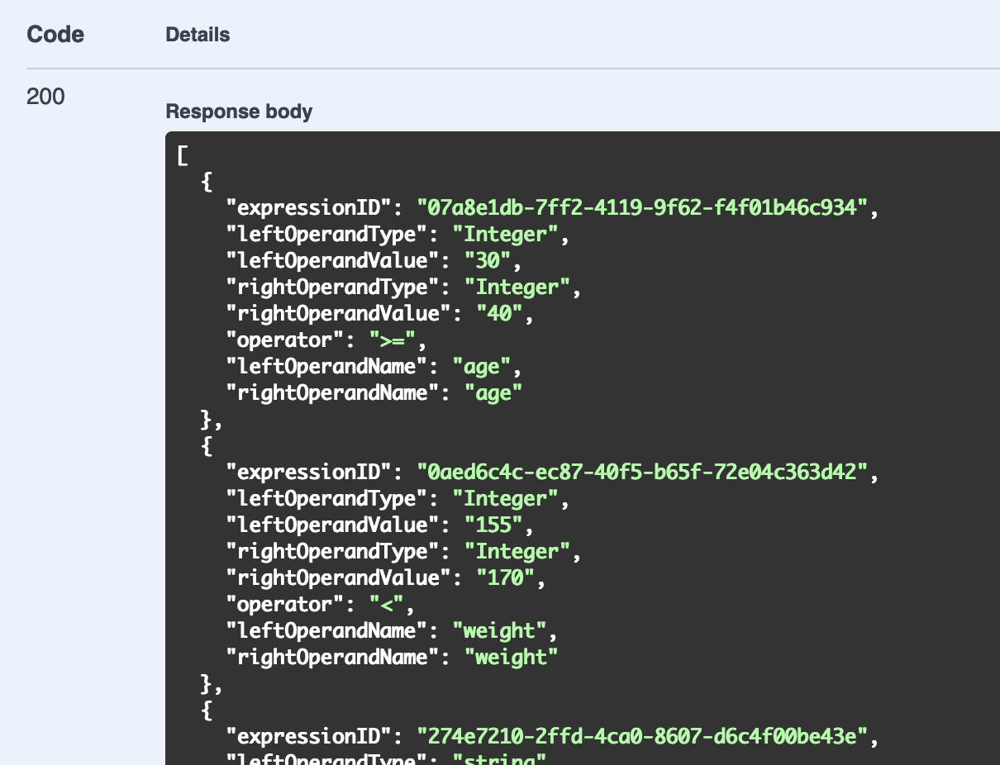 Code Details
200
Response body
[
{
"expressionID": "07a8e1db-7ff2-4119-9f62-f4f01b46c934",
"leftOperandType": "Integer",
"leftOperandValue": "30",
"rightOperandType": "Integer",
"rightOperandValue": "40",
"operator": ">=",
"leftOperandName": "age",
"rightOperandName": "age"
},
{
"expressionID": "0aed6c4c-ec87-40f5-b65f-72e04c363d42",
"leftOperandType": "Integer",
"leftOperandValue": "155",
"rightOperandType": "Integer",
"rightOperandValue": "170",
"operator": "<",
"leftOperandName": "weight",
"rightOperandName": "weight"
},
{
"expressionID": "274e7210-2ffd-4ca0-8607-d6c4f00be43e",
"leftOperandType": "string"